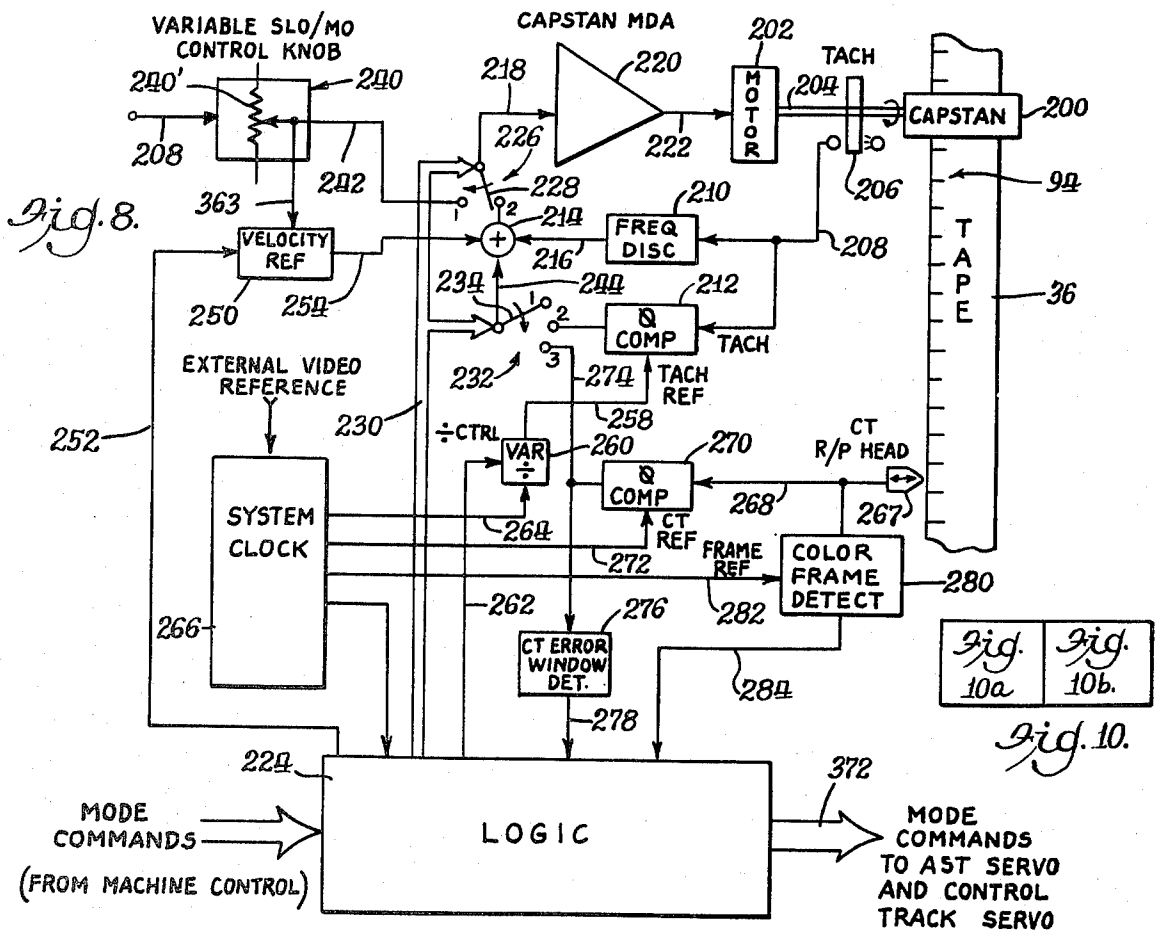 VARIABLE SLO/MO
CONTROL KNOB
CAPSTAN MDA
202
TACH
240'
240
218
220
MOTOR
204
CAPSTAN
200
208
226
222
242
228
206
94
363
1
2
214
210
Fig. 8.
VELOCITY
REF
+
FREQ
DISC
216
208
TAPE
250
254
234
244
212
36
1
2
3
Ø
COMP
TACH
EXTERNAL VIDEO
REFERENCE
232
274
TACH
REF
252
230
258
÷CTRL
VAR
÷
260
270
CT
R/P HEAD
SYSTEM
CLOCK
Ø
COMP
268
267
264
CT
REF
272
FRAME
REF
COLOR
FRAME
DETECT
280
262
276
282
266
CT ERROR
WINDOW
DET.
284
Fig.
10a
Fig.
10b.
278
Fig. 10.
224
372
MODE
COMMANDS
(FROM MACHINE CONTROL)
LOGIC
MODE
COMMANDS
TO AST SERVO
AND CONTROL
TRACK SERVO